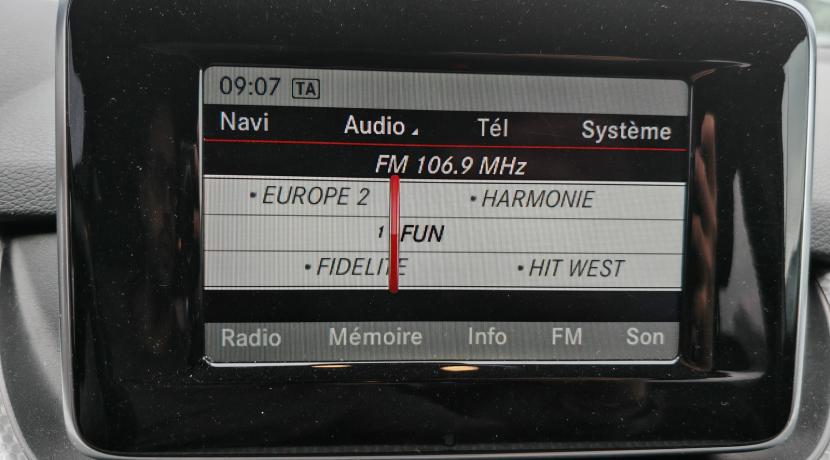 09:07 TA
Navi Audio Tél Système
FM 106.9 MHz
• EUROPE 2 • HARMONIE
1 FUN
• FIDELITE • HIT WEST
Radio Mémoire Info FM Son